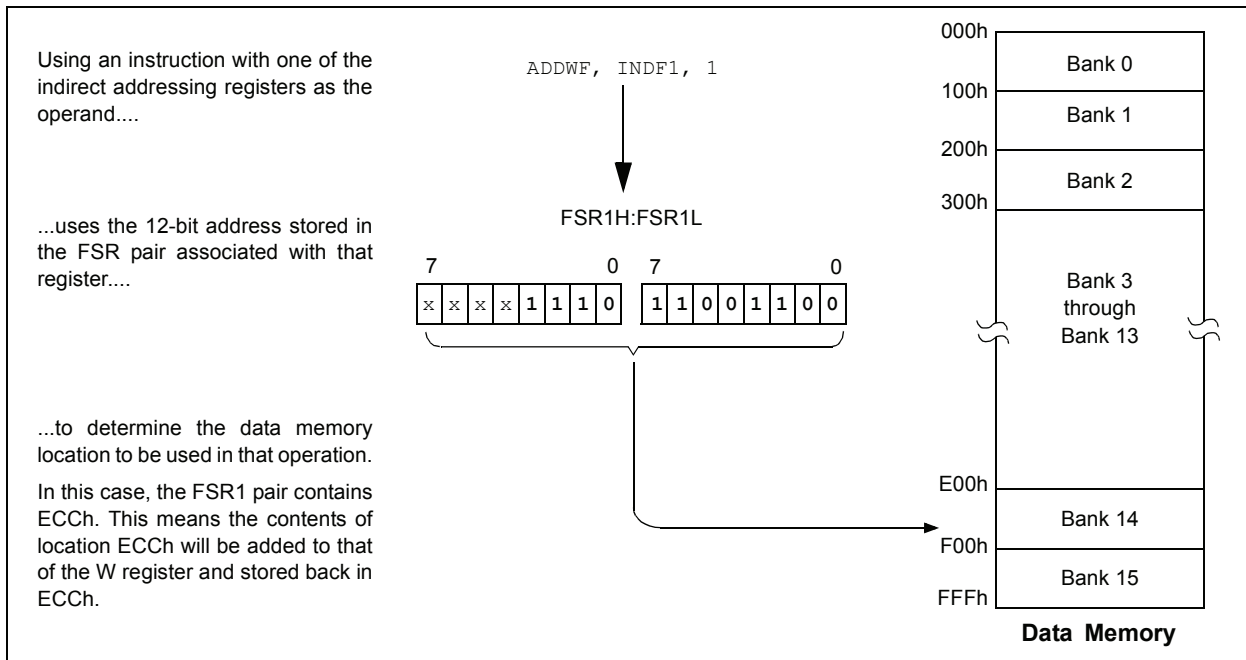 Using an instruction with one of the
indirect addressing registers as the
operand....
...uses the 12-bit address stored in
the FSR pair associated with that
register....
...to determine the data memory
location to be used in that operation.
In this case, the FSR1 pair contains
ECCh. This means the contents of
location ECCh will be added to that
of the W register and stored back in
ECCh.
ADDWF, INDF1, 1
FSR1H:FSR1L
7 0 7 0
x x x x 1 1 1 0 1 1 0 0 1 1 0 0
000h
Bank 0
100h
Bank 1
200h
Bank 2
300h
Bank 3
through
Bank 13
E00h
Bank 14
F00h
Bank 15
FFFh
Data Memory